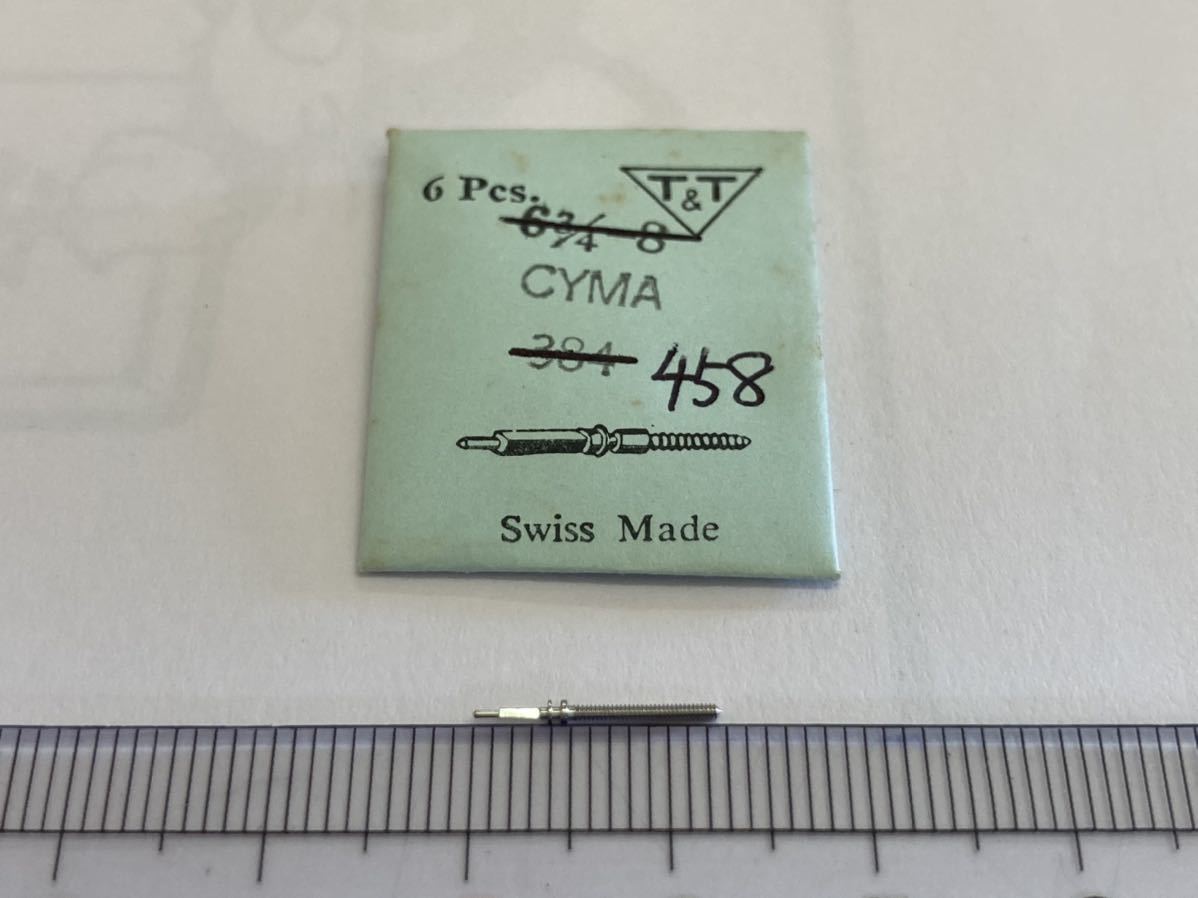 6 Pcs.
T&T
6¾ - 8
CYMA
384 458
Swiss Made